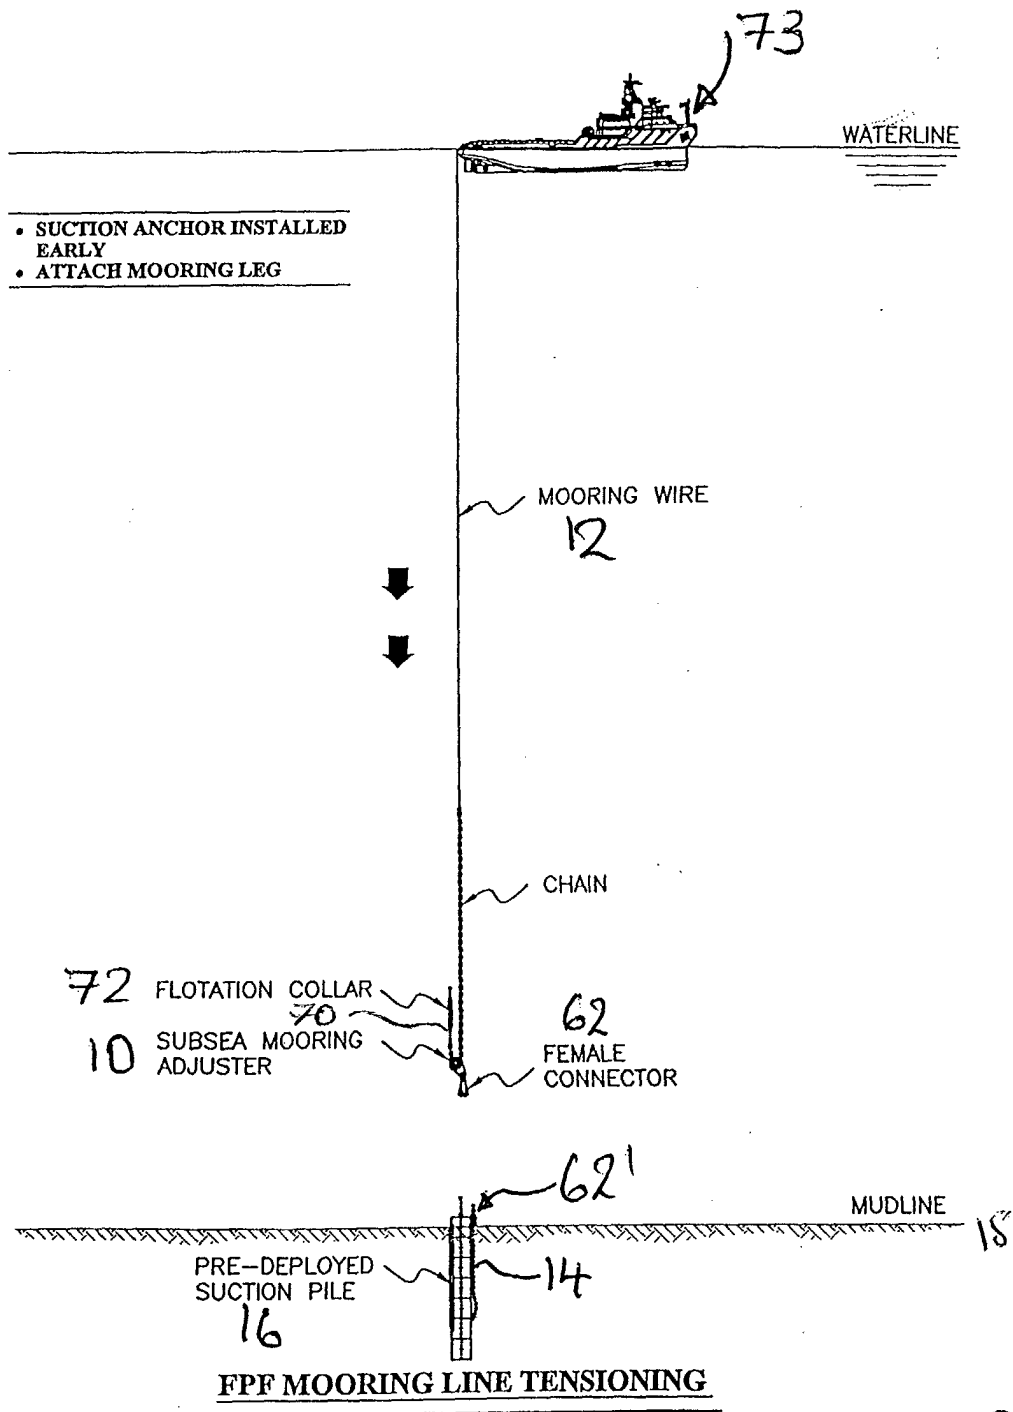 73
WATERLINE
• SUCTION ANCHOR INSTALLED
EARLY
• ATTACH MOORING LEG
MOORING WIRE
12
CHAIN
72 FLOTATION COLLAR
70
10 SUBSEA MOORING
ADJUSTER
62
FEMALE
CONNECTOR
62'
MUDLINE
15
PRE-DEPLOYED
SUCTION PILE
14
16
FPF MOORING LINE TENSIONING